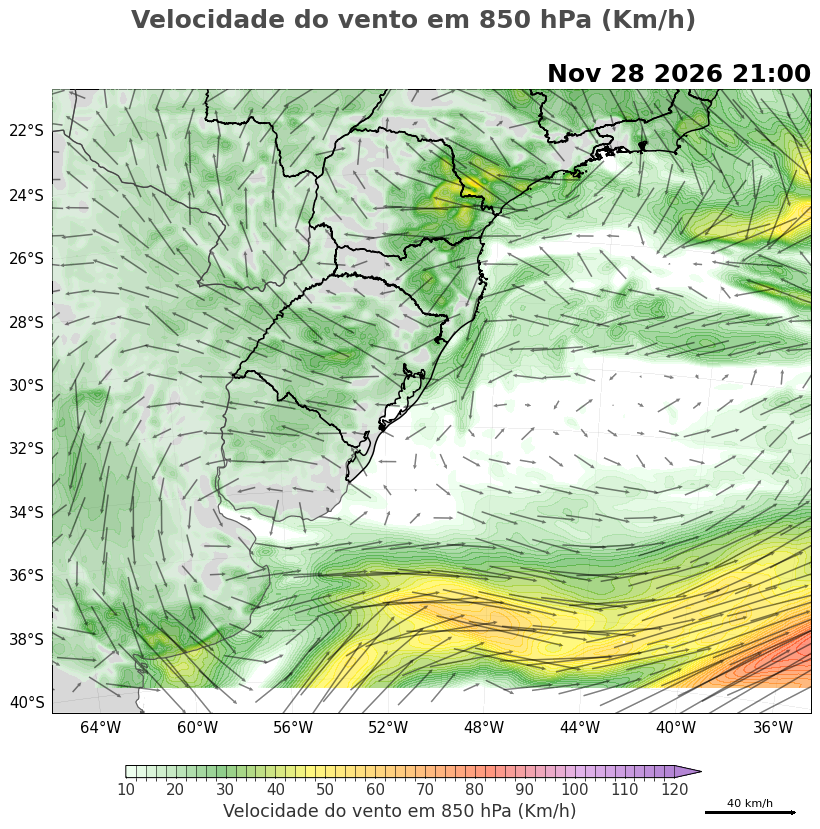 Velocidade do vento em 850 hPa (Km/h)
Nov 28 2026 21:00
22°S
24°S
26°S
28°S
30°S
32°S
34°S
36°S
38°S
40°S
64°W 60°W 56°W 52°W 48°W 44°W 40°W 36°W
10 20 30 40 50 60 70 80 90 100 110 120
Velocidade do vento em 850 hPa (Km/h)
40 km/h